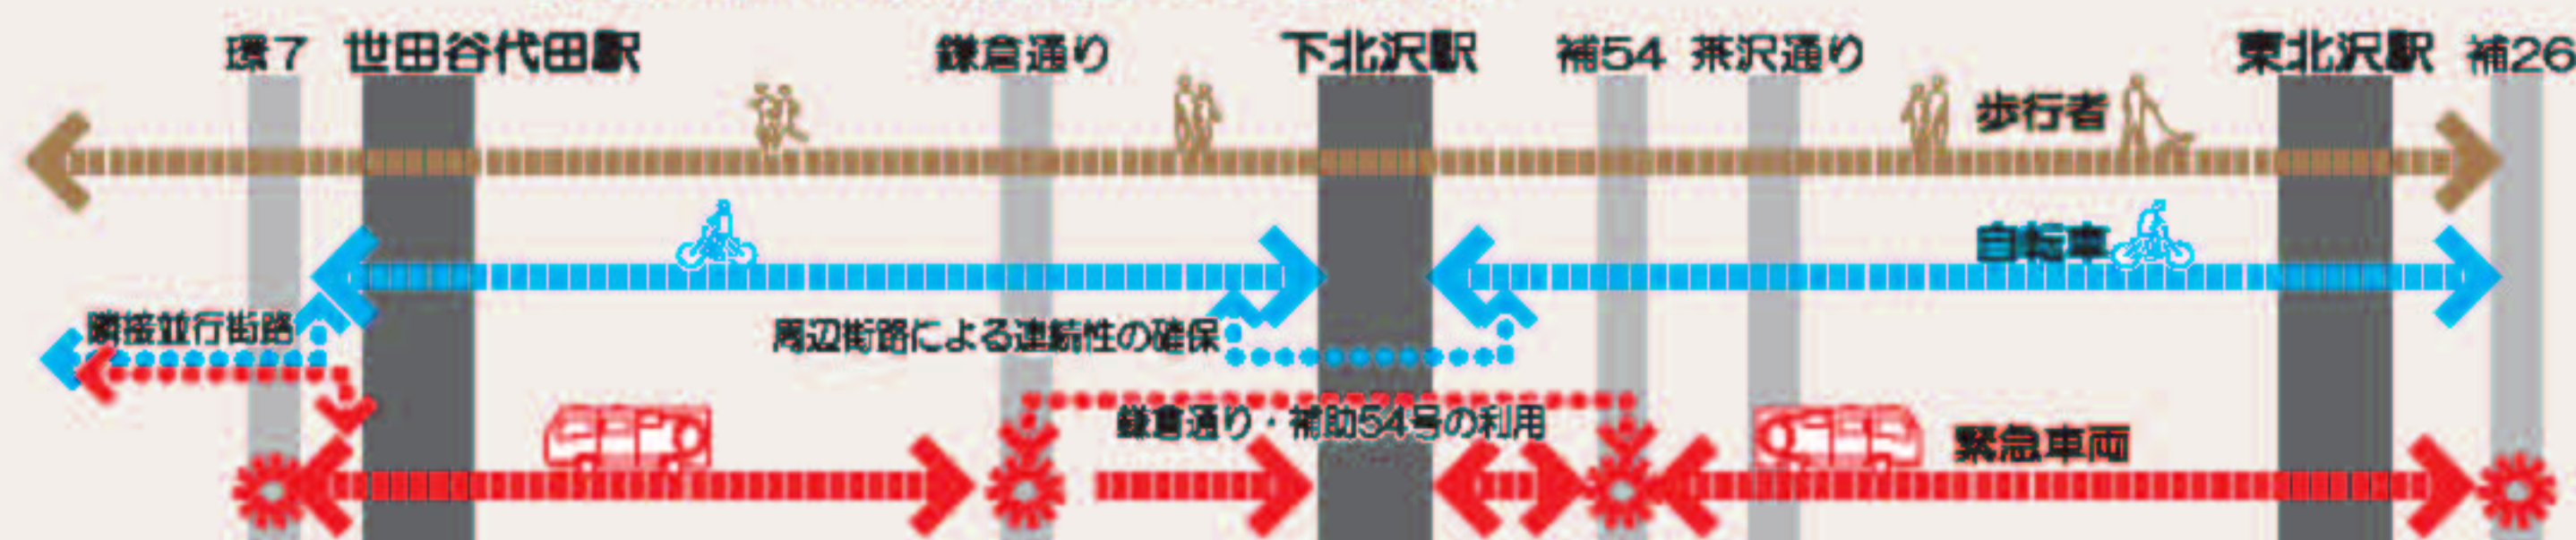 環7 世田谷代田駅 鎌倉通り 下北沢駅 補54 茶沢通り 東北沢駅 補26
歩行者
自転車
隣接並行街路
周辺街路による連続性の確保
鎌倉通り・補助54号の利用
緊急車両